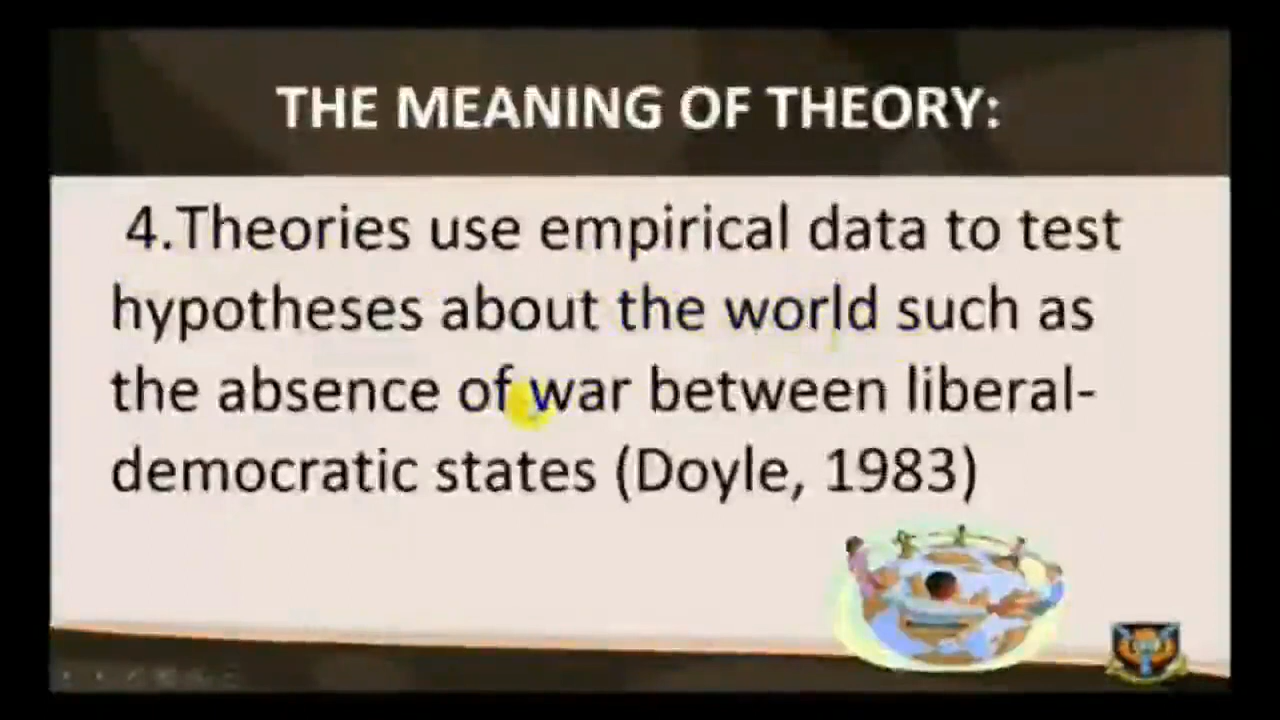 THE MEANING OF THEORY:
4.Theories use empirical data to test
hypotheses about the world such as
the absence of war between liberal-
democratic states (Doyle, 1983)